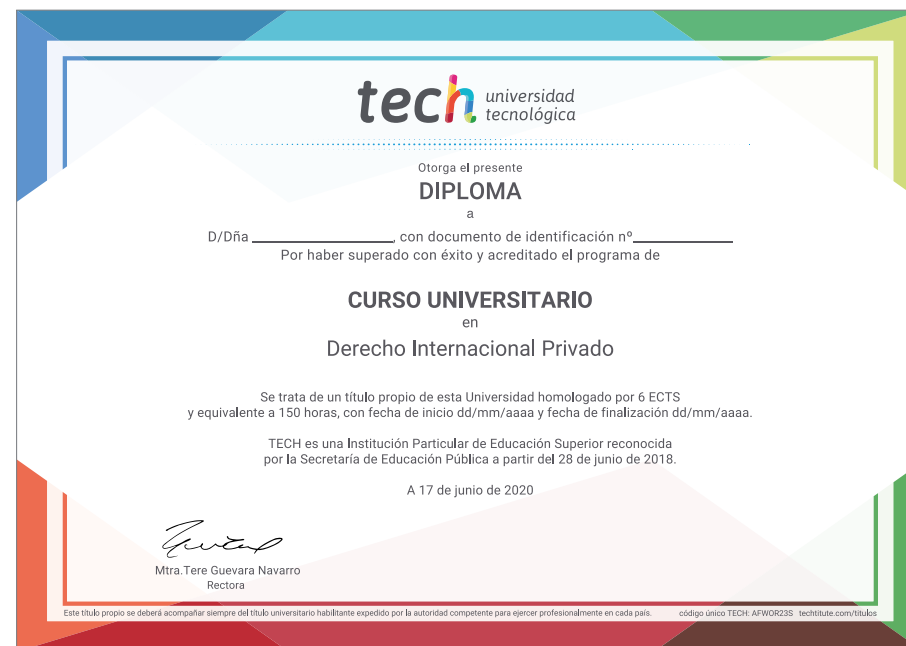 tech universidad
tecnológica
Otorga el presente
DIPLOMA
a
D/Dña ____________________, con documento de identificación nº______________
Por haber superado con éxito y acreditado el programa de
CURSO UNIVERSITARIO
en
Derecho Internacional Privado
Se trata de un título propio de esta Universidad homologado por 6 ECTS
y equivalente a 150 horas, con fecha de inicio dd/mm/aaaa y fecha de finalización dd/mm/aaaa.
TECH es una Institución Particular de Educación Superior reconocida
por la Secretaría de Educación Pública a partir del 28 de junio de 2018.
A 17 de junio de 2020
Mtra.Tere Guevara Navarro
Rectora
Este título propio se deberá acompañar siempre del título universitario habilitante expedido por la autoridad competente para ejercer profesionalmente en cada país. código único TECH: AFWOR23S techtitute.com/titulos